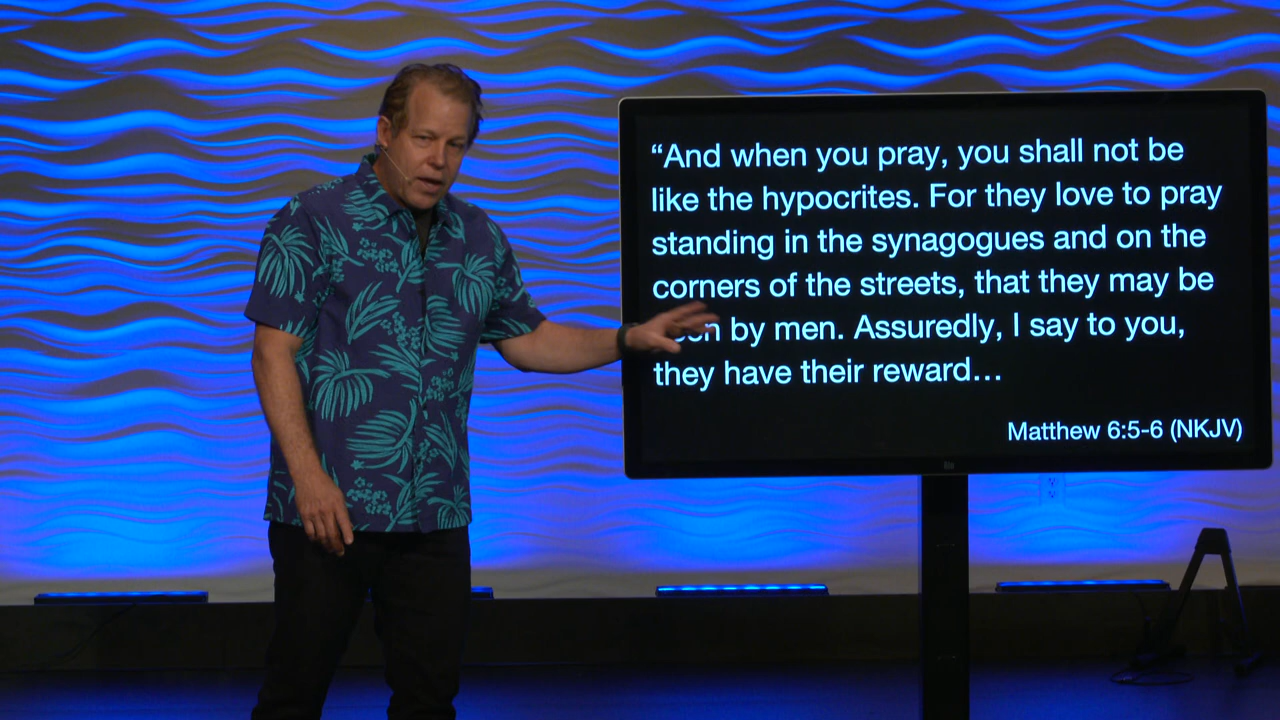 “And when you pray, you shall not be
like the hypocrites. For they love to pray
standing in the synagogues and on the
corners of the streets, that they may be
by men. Assuredly, I say to you,
they have their reward…
Matthew 6:5-6 (NKJV)